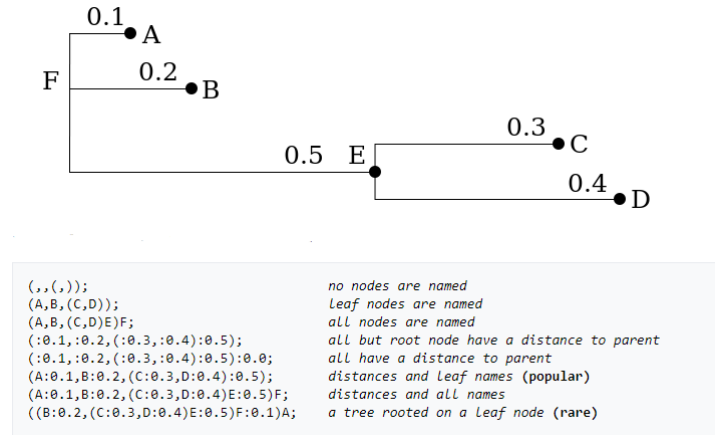 0.1
A
F
0.2
B
0.3
C
0.5 E
0.4
D
(,,(,)); no nodes are named
(A,B,(C,D)); leaf nodes are named
(A,B,(C,D)E)F; all nodes are named
(:0.1,:0.2,(:0.3,:0.4):0.5); all but root node have a distance to parent
(:0.1,:0.2,(:0.3,:0.4):0.5):0.0; all have a distance to parent
(A:0.1,B:0.2,(C:0.3,D:0.4):0.5); distances and leaf names (popular)
(A:0.1,B:0.2,(C:0.3,D:0.4)E:0.5)F; distances and all names
((B:0.2,(C:0.3,D:0.4)E:0.5)F:0.1)A; a tree rooted on a leaf node (rare)